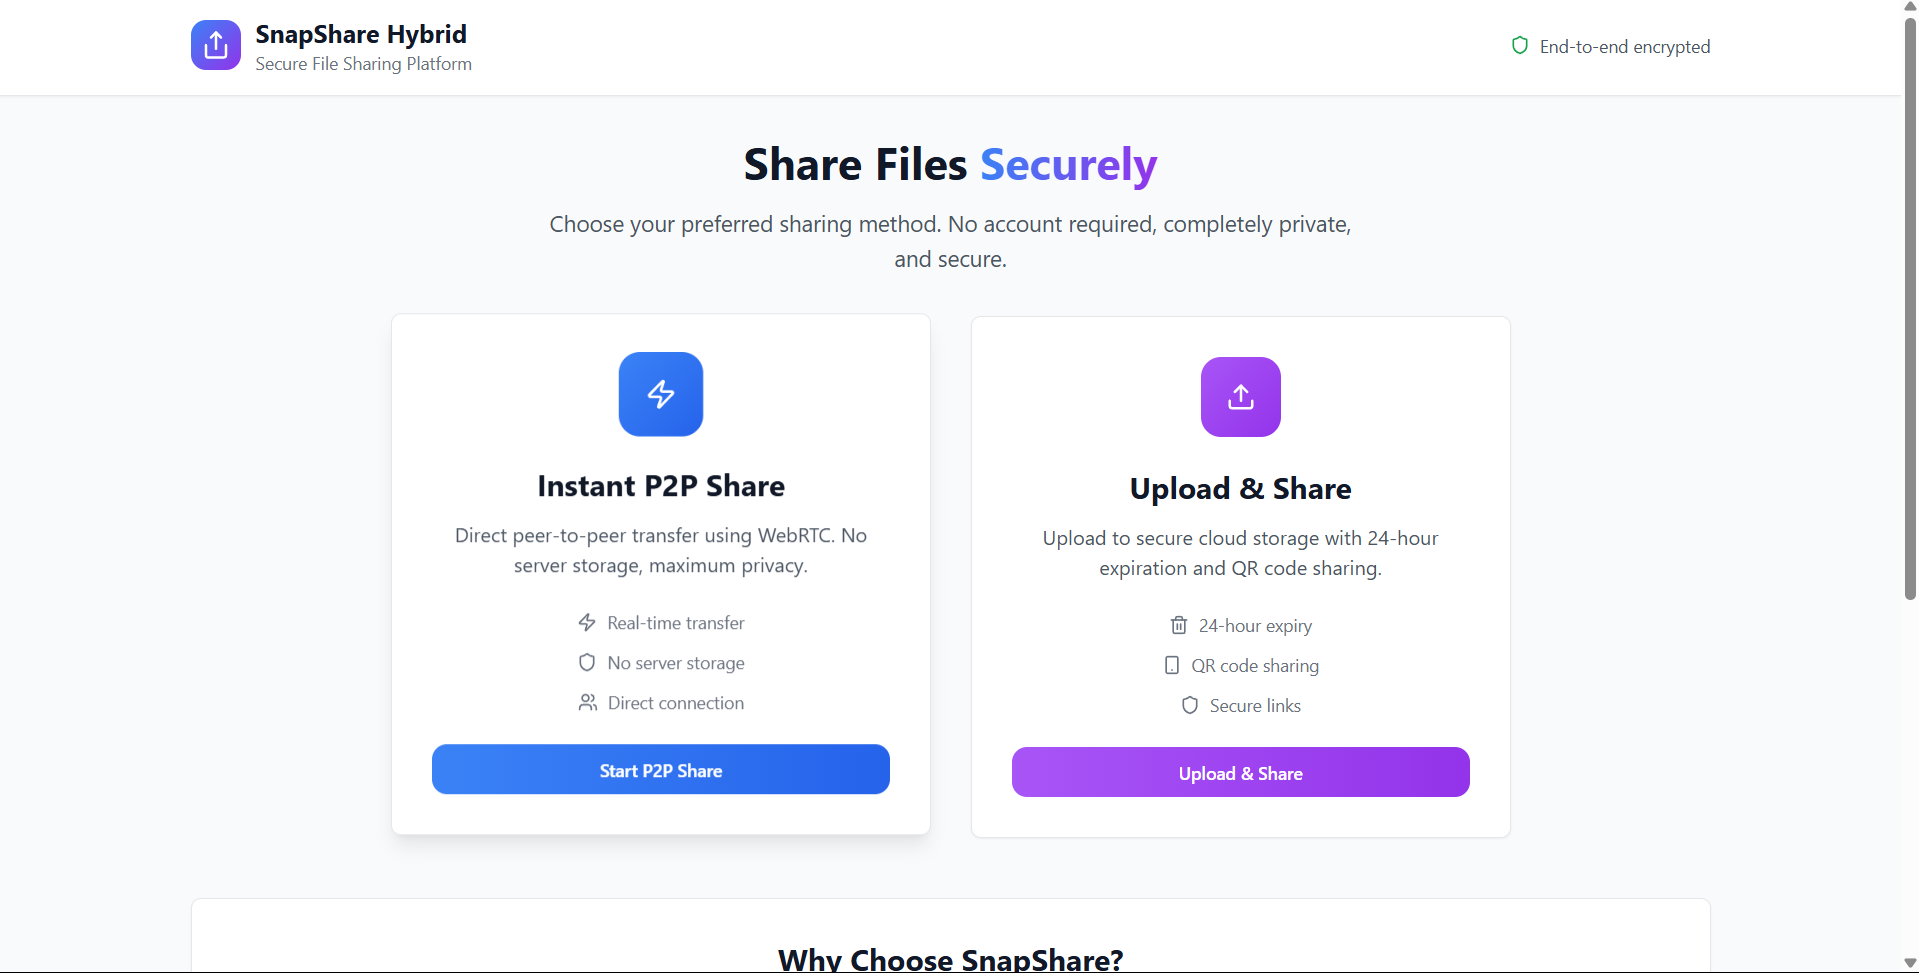 SnapShare Hybrid
Secure File Sharing Platform
End-to-end encrypted
Share Files Securely
Choose your preferred sharing method. No account required, completely private,
and secure.
Instant P2P Share
Direct peer-to-peer transfer using WebRTC. No
server storage, maximum privacy.
Real-time transfer
No server storage
Direct connection
Start P2P Share
Upload & Share
Upload to secure cloud storage with 24-hour
expiration and QR code sharing.
24-hour expiry
QR code sharing
Secure links
Upload & Share
Why Choose SnapShare?